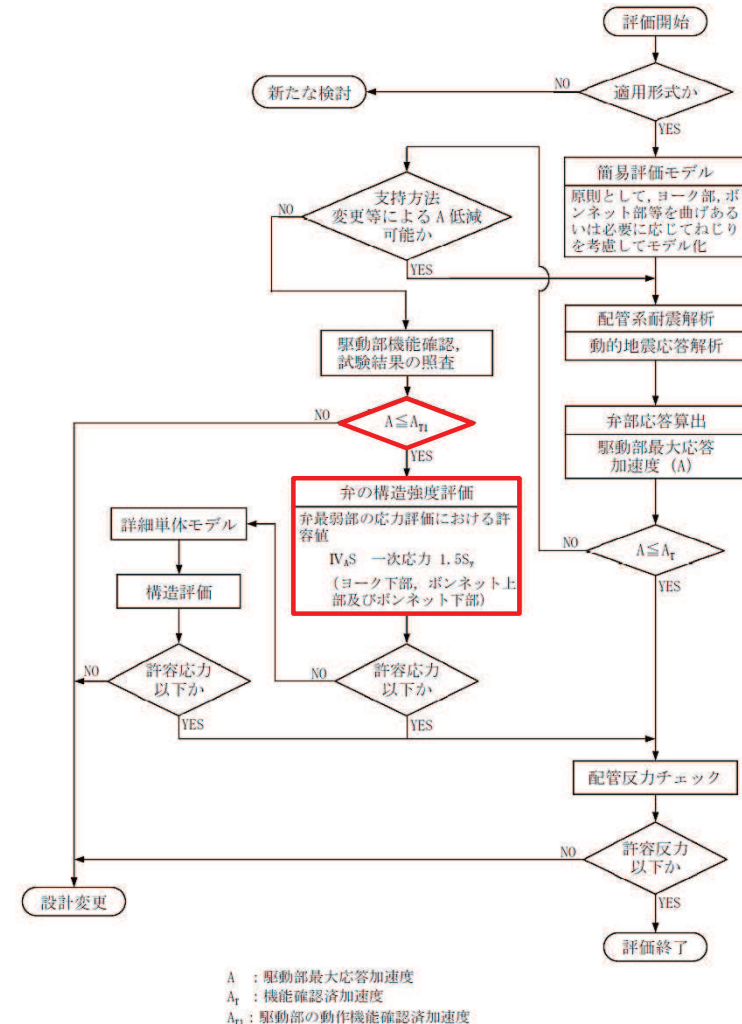 評価開始
適用形式か
NO
新たな検討
YES
簡易評価モデル
原則として,ヨーク部,ボ
ンネット部等を曲げある
いは必要に応じてねじり
を考慮してモデル化
支持方法
変更等による A 低減
可能か
NO
YES
配管系耐震解析
動的地震応答解析
駆動部機能確認,
試験結果の照査
弁部応答算出
駆動部最大応答
加速度 (A)
A≦A_T1
NO
YES
弁の構造強度評価
弁最弱部の応力評価における許
容値
Ⅳ_AS 一次応力 1.5S_y
(ヨーク下部, ボンネット上
部及びボンネット下部)
A≦A_T
NO
YES
詳細単体モデル
構造評価
許容応力
以下か
NO
YES
許容応力
以下か
NO
YES
配管反力チェック
許容反力
以下か
NO
YES
設計変更
評価終了
A :駆動部最大応答加速度
A_T :機能確認済加速度
A_T1:駆動部の動作機能確認済加速度